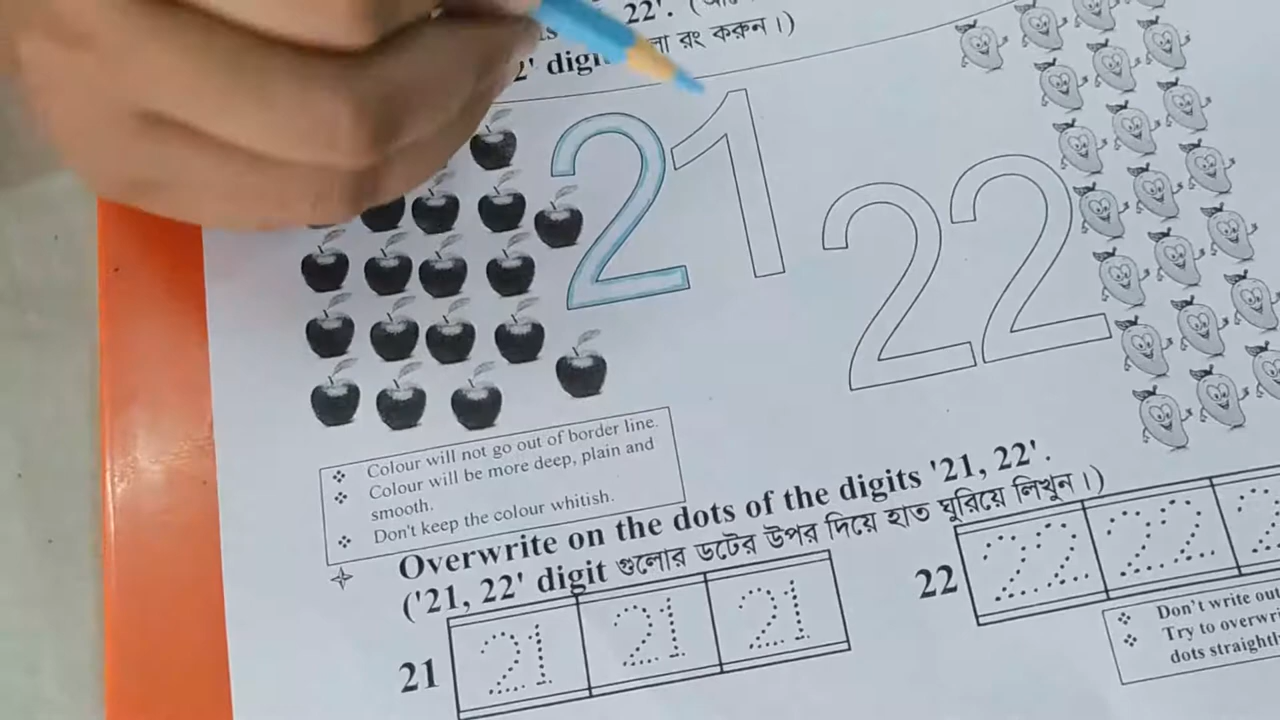 22'.
2' digit
রং করুন।)
21
22
❖ Colour will not go out of border line.
❖ Colour will be more deep, plain and
smooth.
❖ Don't keep the colour whitish.
Overwrite on the dots of the digits '21, 22'.
('21, 22' digit গুলোর ডটের উপর দিয়ে হাত ঘুরিয়ে লিখুন।)
21 21 21 21
22 22 22
❖ Don't write out
❖ Try to
dots